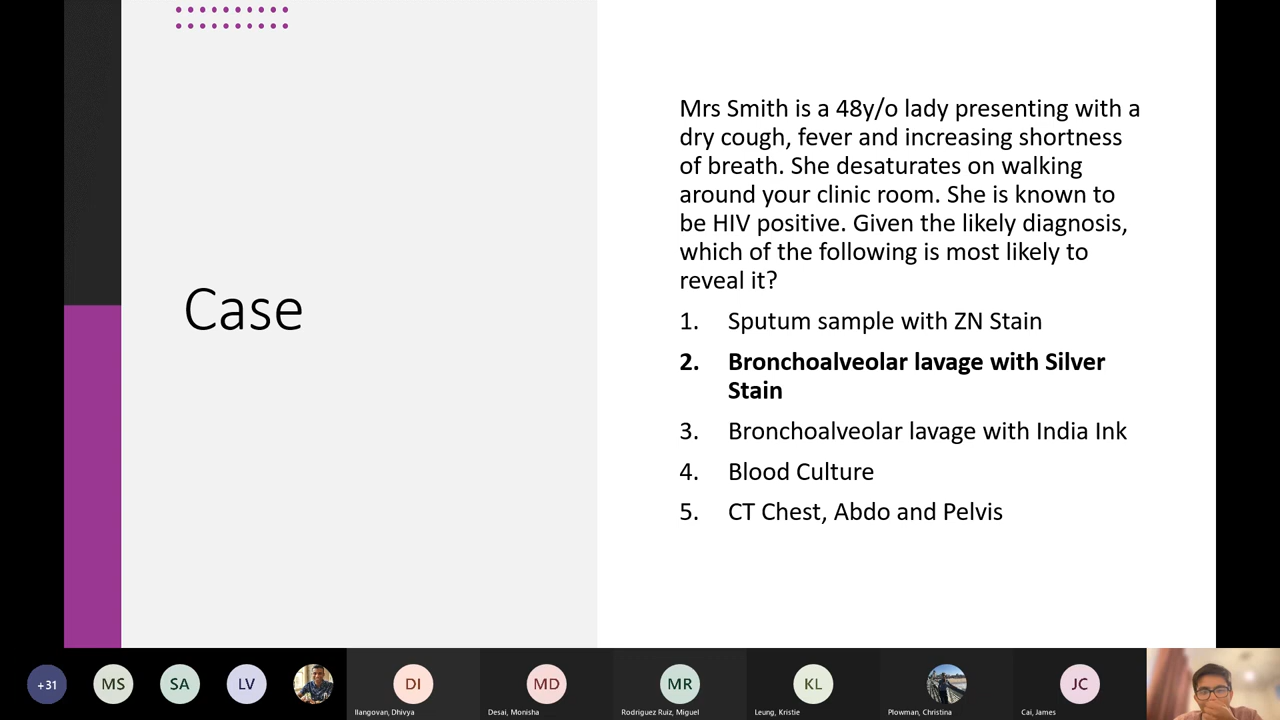 Mrs Smith is a 48y/o lady presenting with a
dry cough, fever and increasing shortness
of breath. She desaturates on walking
around your clinic room. She is known to
be HIV positive. Given the likely diagnosis,
which of the following is most likely to
reveal it?
Case
1. Sputum sample with ZN Stain
2. Bronchoalveolar lavage with Silver
Stain
3. Bronchoalveolar lavage with India Ink
4. Blood Culture
5. CT Chest, Abdo and Pelvis
+31 MS SA LV DI MD MR KL JC
Ilangovan, Dhivya Desai, Monisha Rodriguez Ruiz, Miguel Leung, Kristie Plowman, Christina Cai, James